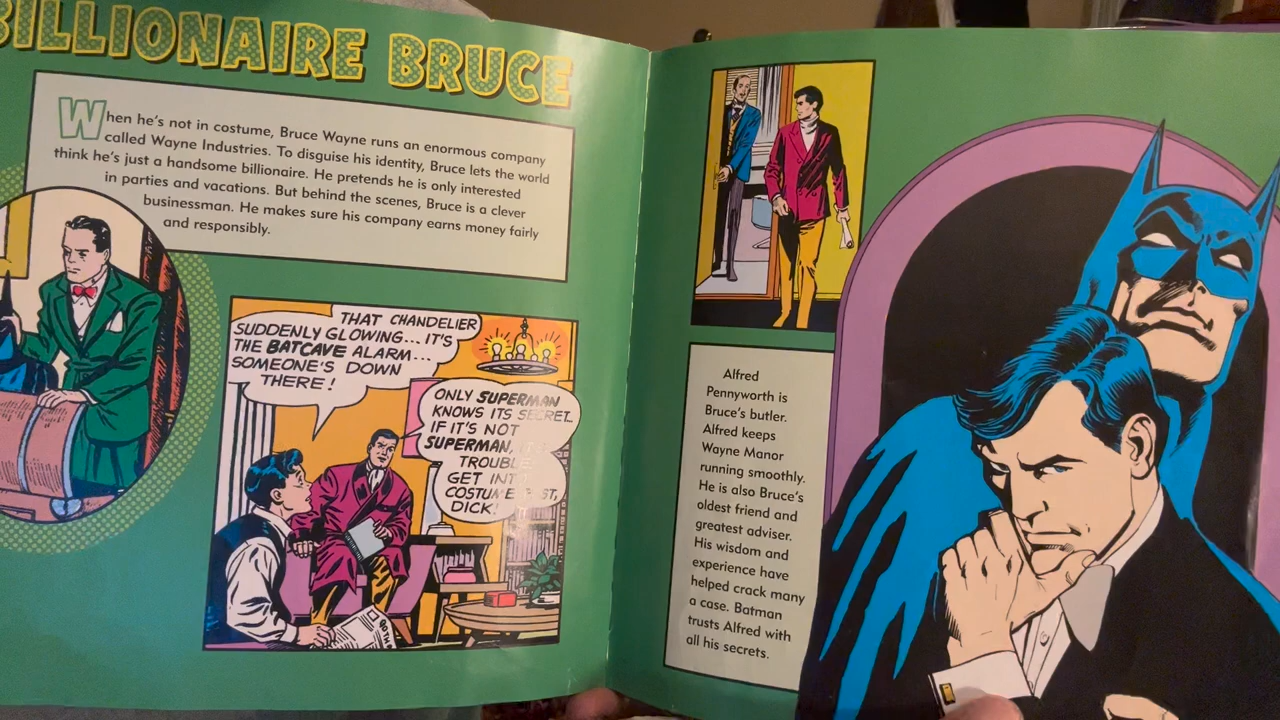 BILLIONAIRE BRUCE
When he's not in costume, Bruce Wayne runs an enormous company
called Wayne Industries. To disguise his identity, Bruce lets the world
think he's just a handsome billionaire. He pretends he is only interested
in parties and vacations. But behind the scenes, Bruce is a clever
businessman. He makes sure his company earns money fairly
and responsibly.
THAT CHANDELIER
SUDDENLY GLOWING... IT'S
THE BATCAVE ALARM...
SOMEONE'S DOWN
THERE!
ONLY SUPERMAN
KNOWS ITS SECRET.
IF IT'S NOT
SUPERMAN,
TROUBLE
GET INTO
COSTUME FAST,
DICK!
GOTH
Alfred
Pennyworth is
Bruce's butler.
Alfred keeps
Wayne Manor
running smoothly.
He is also Bruce's
oldest friend and
greatest adviser.
His wisdom and
experience have
helped crack many
a case. Batman
trusts Alfred with
all his secrets.